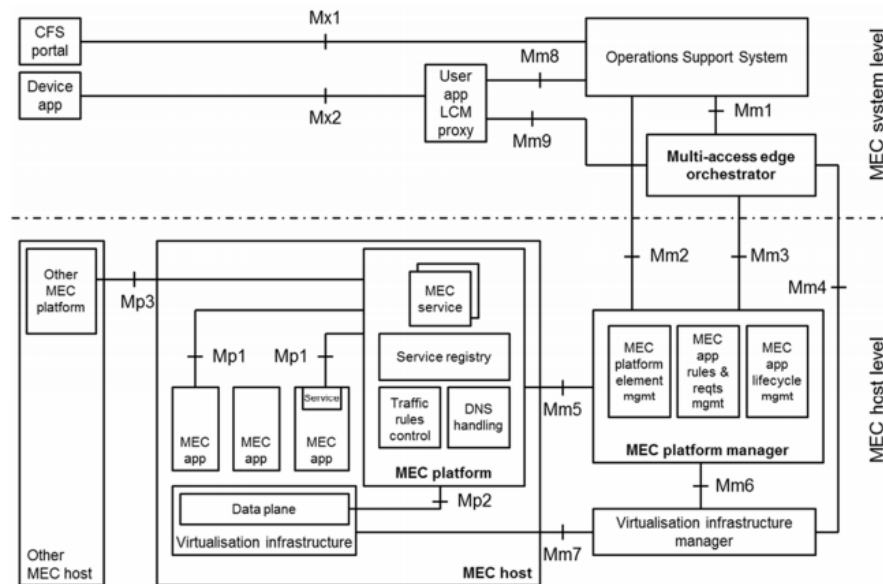 CFS
portal
Mx1
Operations Support System
Device
app
Mx2
User
app
LCM
proxy
Mm8
Mm9
Mm1
Multi-access edge
orchestrator
MEC system level
Other
MEC
platform
Mp3
MEC
service
Mm2
Mm3
Mm4
Mp1
Mp1
Service registry
MEC
platform
element
mgmt
MEC
app
rules &
reqts
mgmt
MEC
app
lifecycle
mgmt
MEC app
MEC app
Service
MEC app
Traffic
rules
control
DNS
handling
Mm5
MEC platform
MEC platform manager
MEC host level
Mp2
Mm6
Data plane
Virtualisation infrastructure
Mm7
Virtualisation infrastructure
manager
Other
MEC host
MEC host